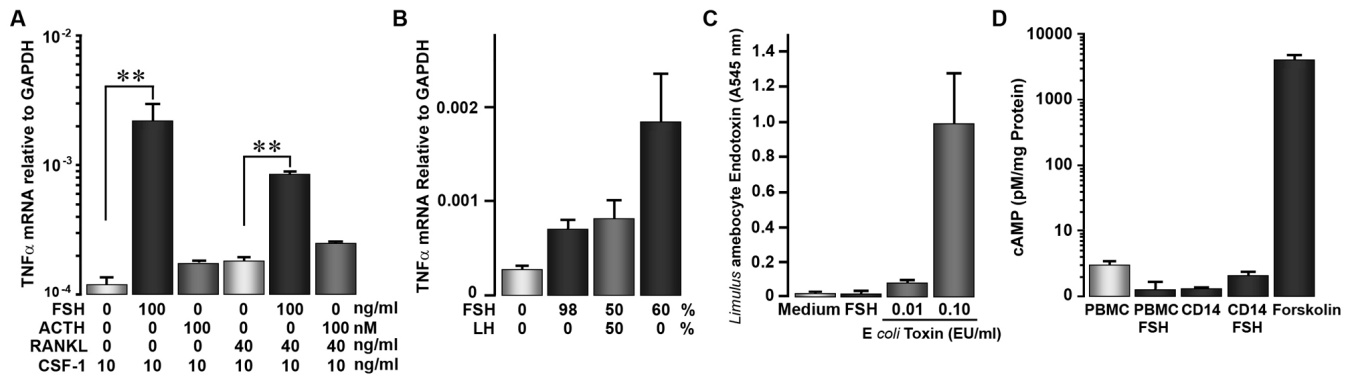 A
TNFα mRNA relative to GAPDH
10-2
10-3
10-4
**
**
FSH 0 100 0 0 100 0 ng/ml
ACTH 0 0 100 0 0 100 nM
RANKL 0 0 0 40 40 40 ng/ml
CSF-1 10 10 10 10 10 10 ng/ml
B
TNFα mRNA Relative to GAPDH
0.002
0.001
0
FSH 0 98 50 60 %
LH 0 0 50 0 %
C
Limulus amebocyte Endotoxin (A545 nm)
1.4
1.2
1.0
0.8
0.6
0.4
0.2
0
Medium FSH 0.01 0.10
E coli Toxin (EU/ml)
D
cAMP (pM/mg Protein)
10000
1000
100
10
0
PBMC PBMC CD14 CD14 Forskolin
FSH FSH